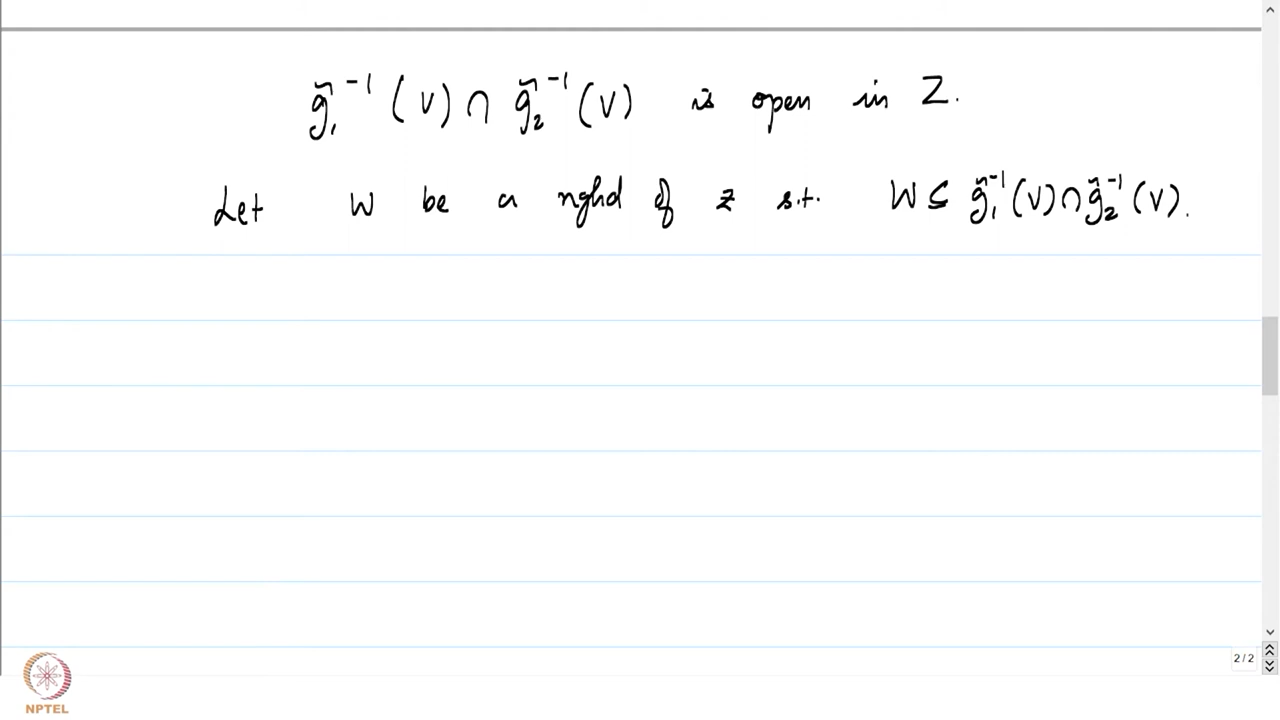 g̃₁⁻¹(V) ∩ g̃₂⁻¹(V) is open in Z.
Let W be a nghd of z s.t. W ⊆ g̃₁⁻¹(V) ∩ g̃₂⁻¹(V).
2 / 2
NPTEL